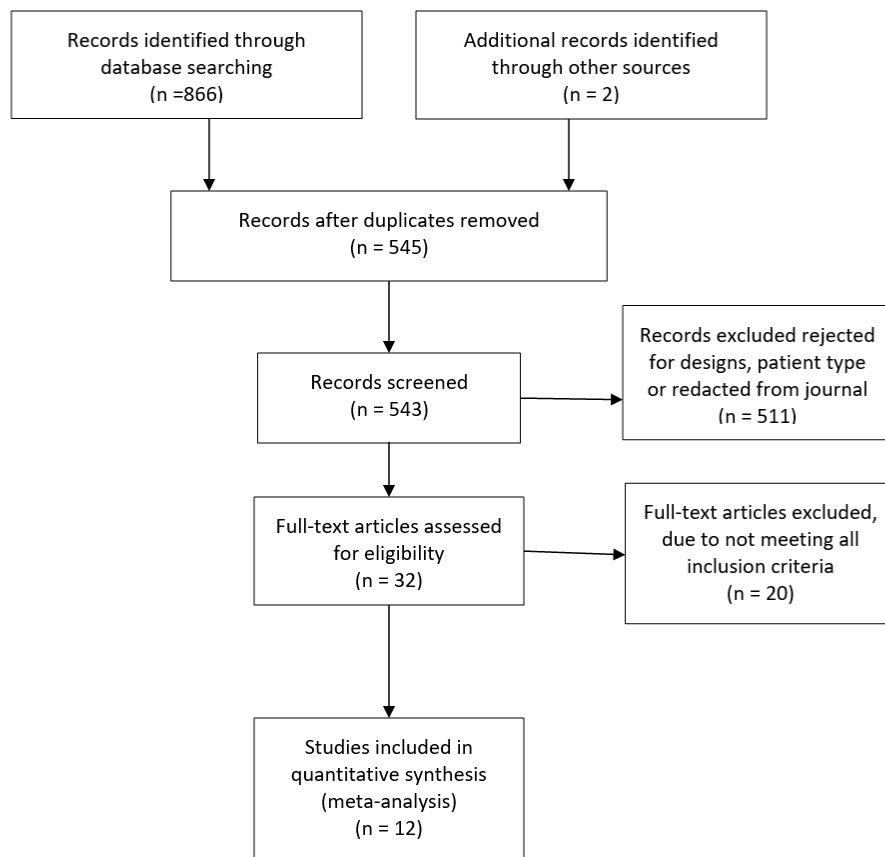 Records identified through
database searching
(n =866)
Additional records identified
through other sources
(n = 2)
Records after duplicates removed
(n = 545)
Records screened
(n = 543)
Records excluded rejected
for designs, patient type
or redacted from journal
(n = 511)
Full-text articles assessed
for eligibility
(n = 32)
Full-text articles excluded,
due to not meeting all
inclusion criteria
(n = 20)
Studies included in
quantitative synthesis
(meta-analysis)
(n = 12)